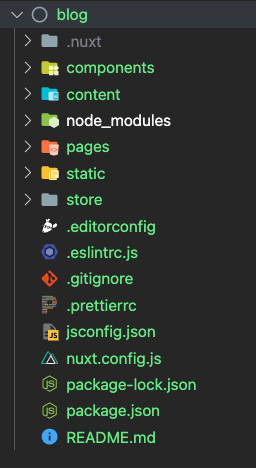 blog
.nuxt
components
content
node_modules
pages
static
store
.editorconfig
.eslintrc.js
.gitignore
.prettierrc
jsconfig.json
nuxt.config.js
package-lock.json
package.json
README.md